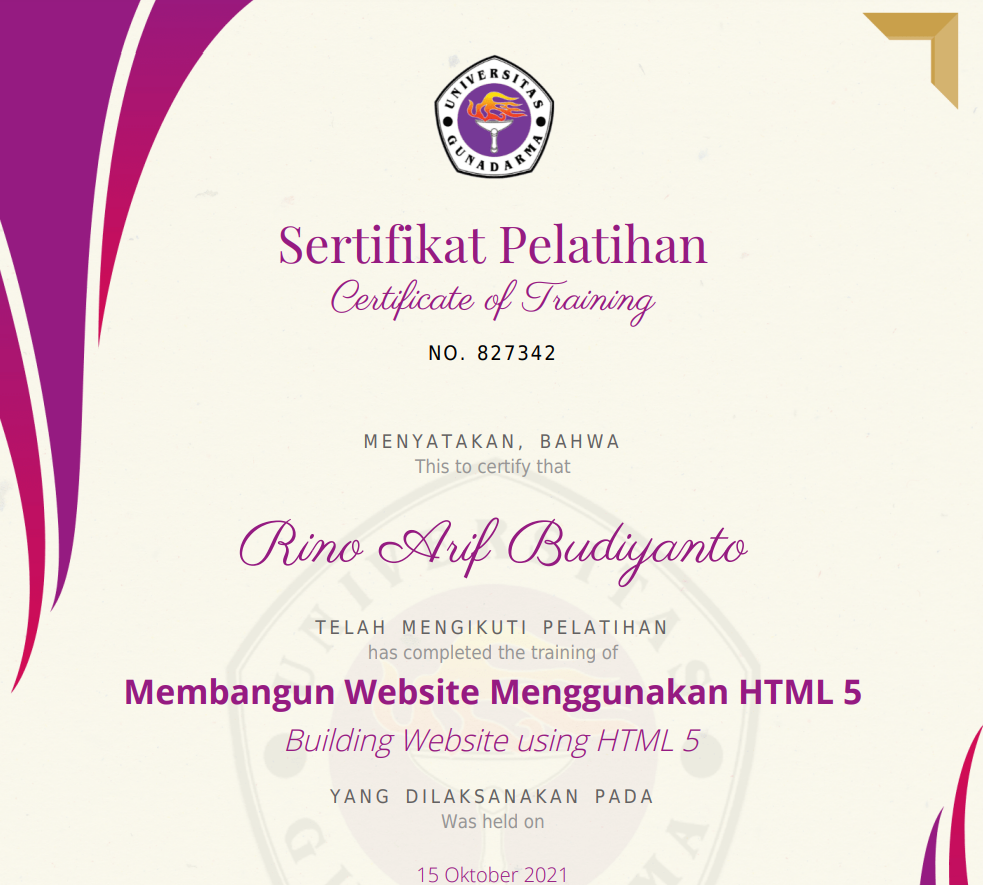 UNIVERSITAS
GUNADARMA
Sertifikat Pelatihan
Certificate of Training
NO. 827342
MENYATAKAN, BAHWA
This to certify that
Rino Arif Budiyanto
TELAH MENGIKUTI PELATIHAN
has completed the training of
Membangun Website Menggunakan HTML 5
Building Website using HTML 5
YANG DILAKSANAKAN PADA
Was held on
15 Oktober 2021